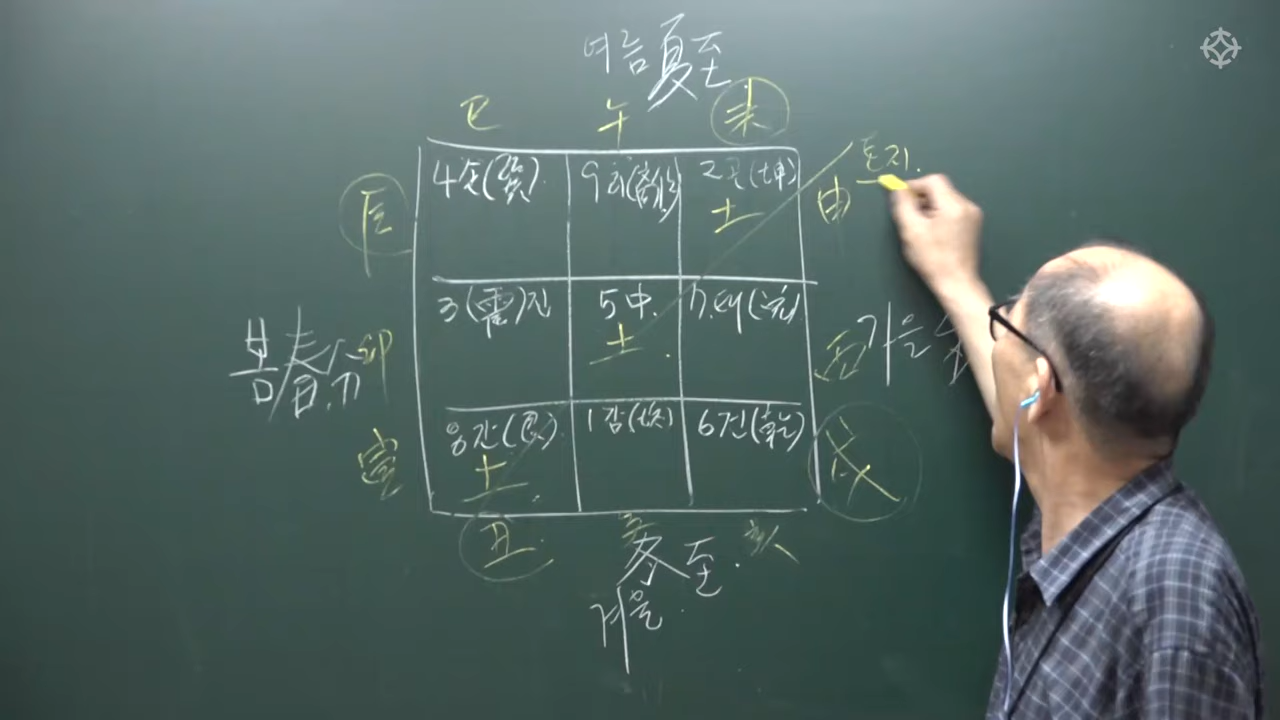 여름 夏至
巳 午 未
4손(巽) 9리(離) 2곤(坤)
土
토지
申
辰
3(震)진 5中 7.태(兌)
土
봄 春分 卯
酉 가을
8간(艮) 1감(坎) 6건(乾)
土
寅
戌
丑 子 亥
冬至
겨울